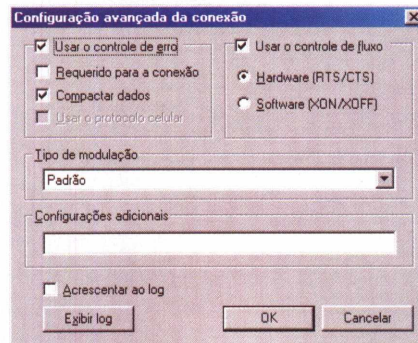 Configuração avançada da conexão
Usar o controle de erro
Requerido para a conexão
Compactar dados
Usar o protocolo celular
Usar o controle de fluxo
Hardware (RTS/CTS)
Software (XON/XOFF)
Tipo de modulação
Padrão
Configurações adicionais
Acrescentar ao log
Exibir log
OK
Cancelar